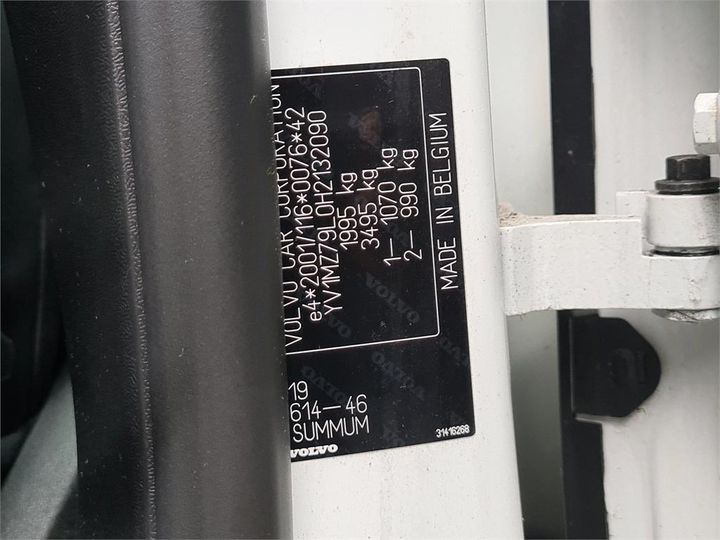 VOLVO CAR CORPORATION
e4*2001/116*0076*42
YV1MZ79L0H2132090
1995 kg
3495 kg
1– 1070 kg
2– 990 kg
MADE IN BELGIUM
19
614–46
SUMMUM
VOLVO
31416268